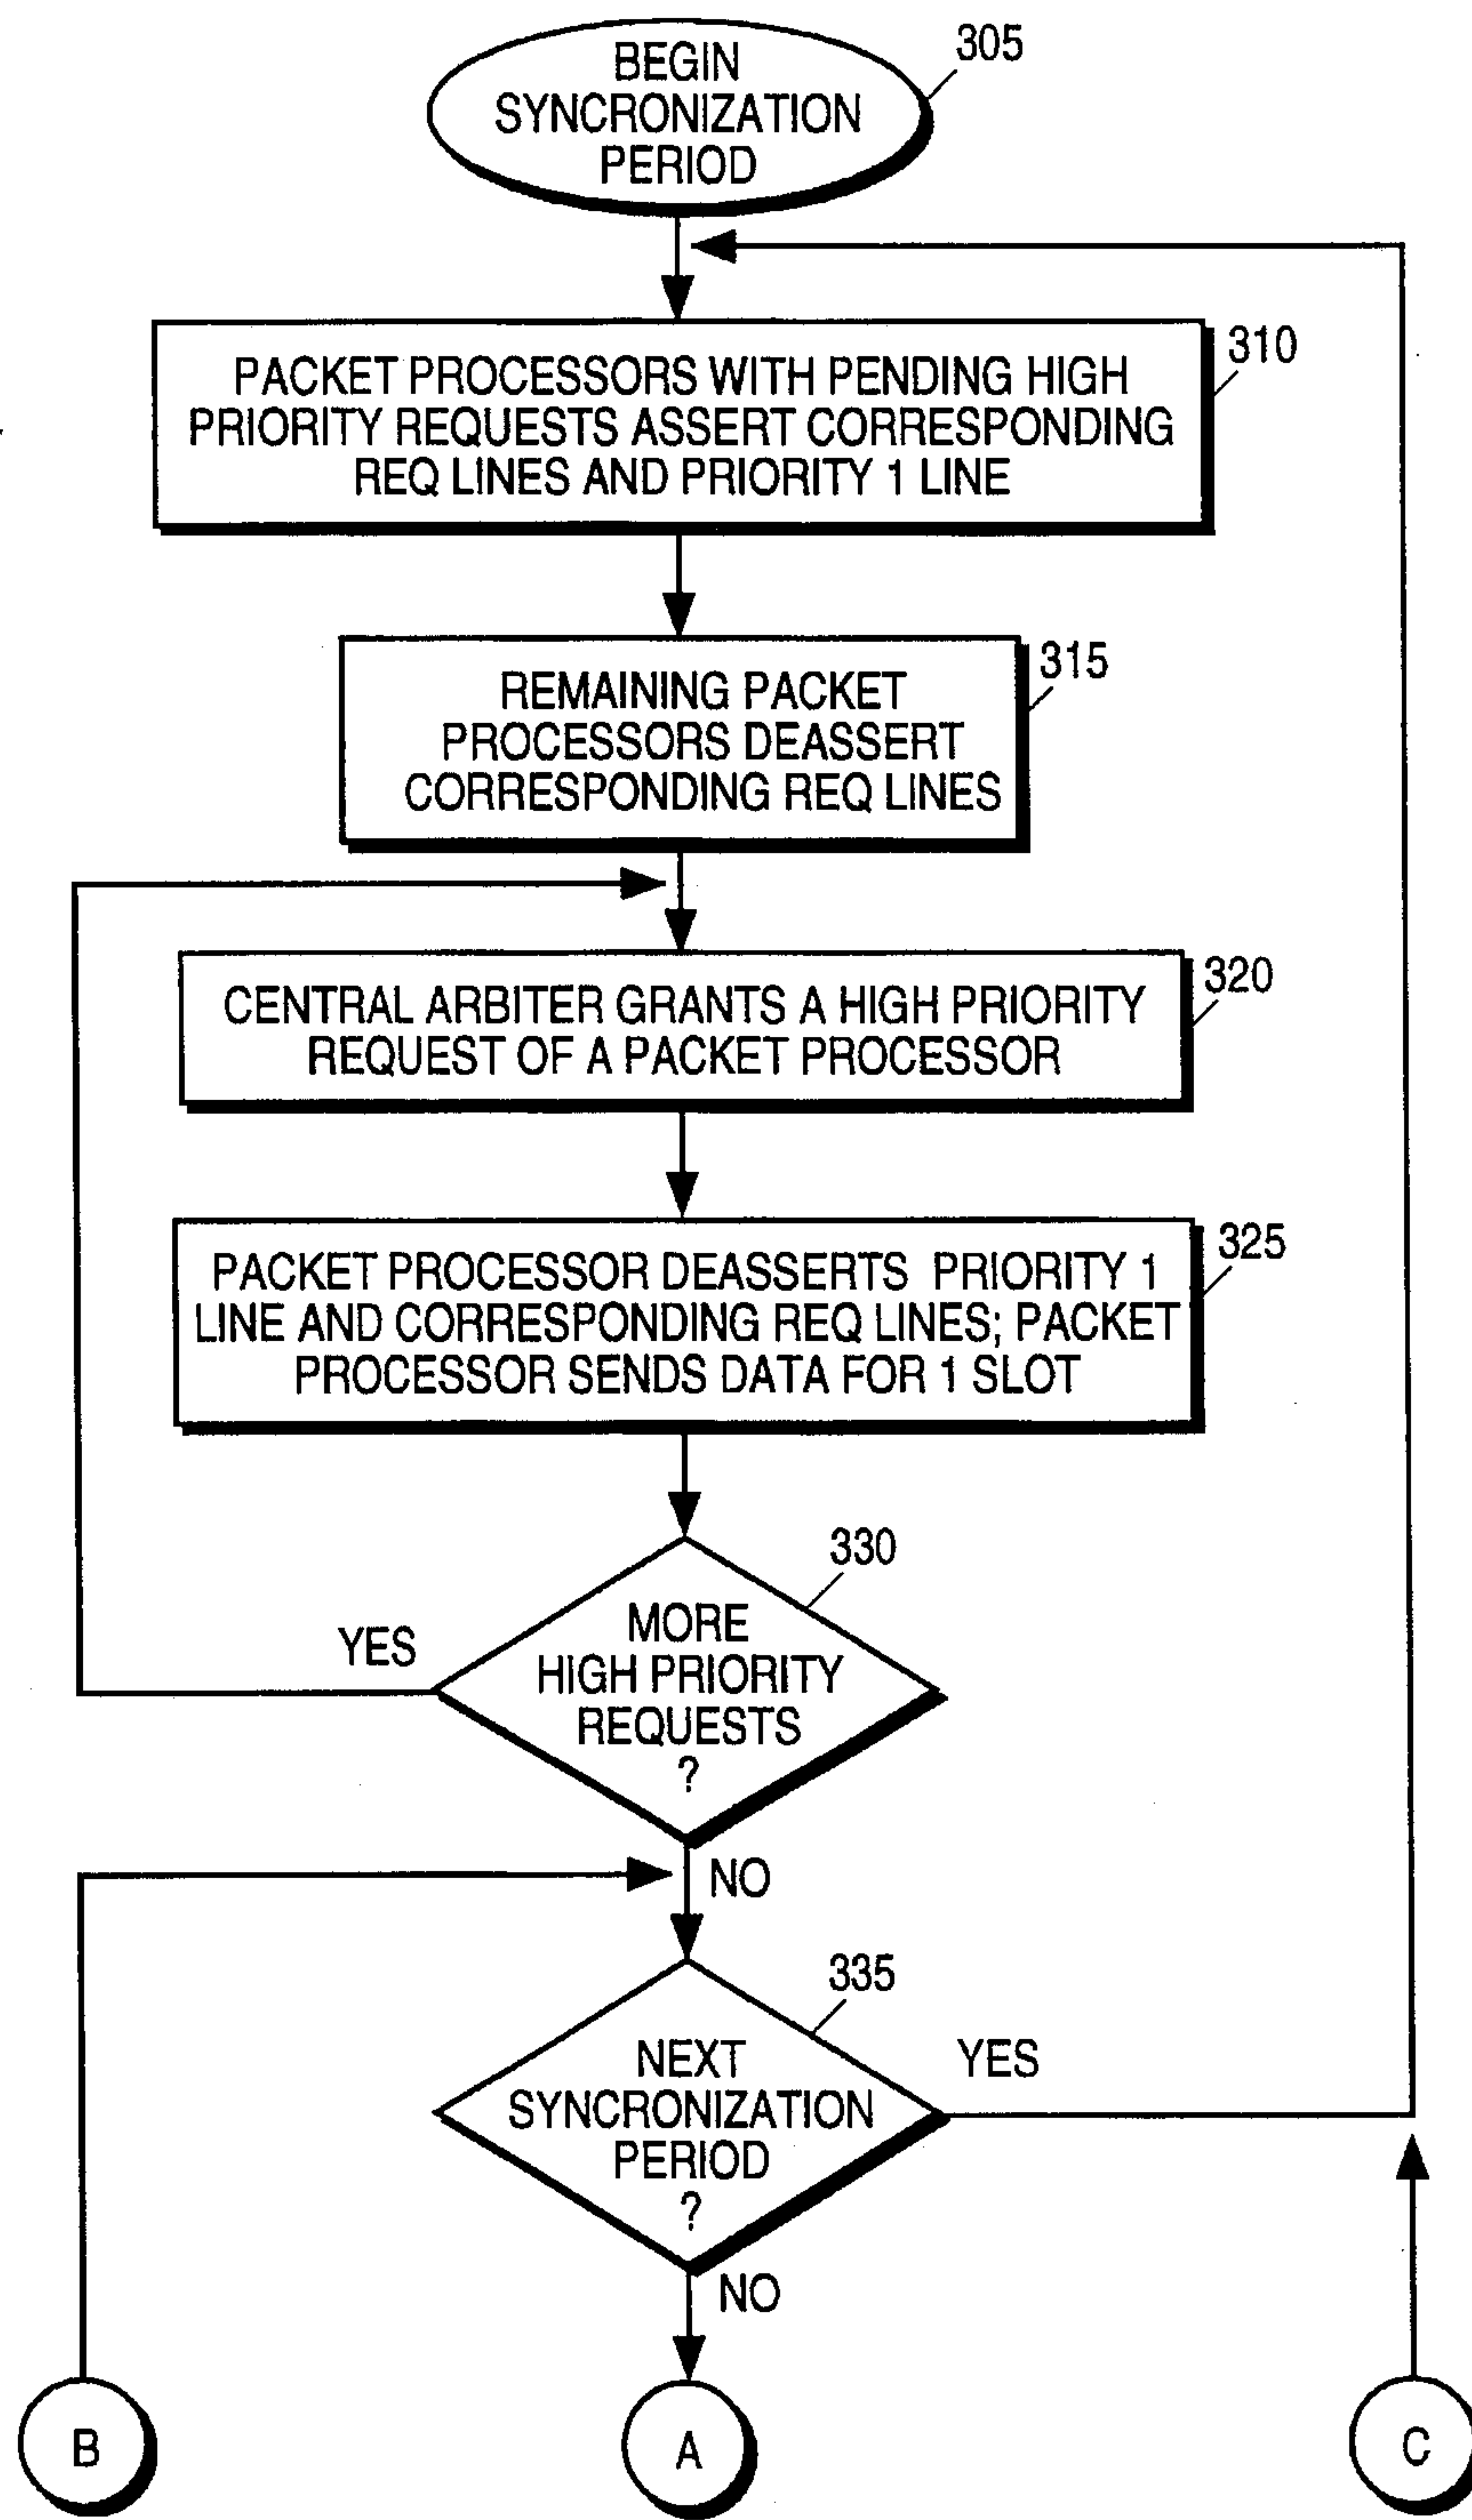 BEGIN
SYNCRONIZATION
PERIOD
305
PACKET PROCESSORS WITH PENDING HIGH
PRIORITY REQUESTS ASSERT CORRESPONDING
REQ LINES AND PRIORITY 1 LINE
310
REMAINING PACKET
PROCESSORS DEASSERT
CORRESPONDING REQ LINES
315
CENTRAL ARBITER GRANTS A HIGH PRIORITY
REQUEST OF A PACKET PROCESSOR
320
PACKET PROCESSOR DEASSERTS PRIORITY 1
LINE AND CORRESPONDING REQ LINES; PACKET
PROCESSOR SENDS DATA FOR 1 SLOT
325
330
MORE
HIGH PRIORITY
REQUESTS
?
YES
NO
335
NEXT
SYNCRONIZATION
PERIOD
?
YES
NO
B
A
C